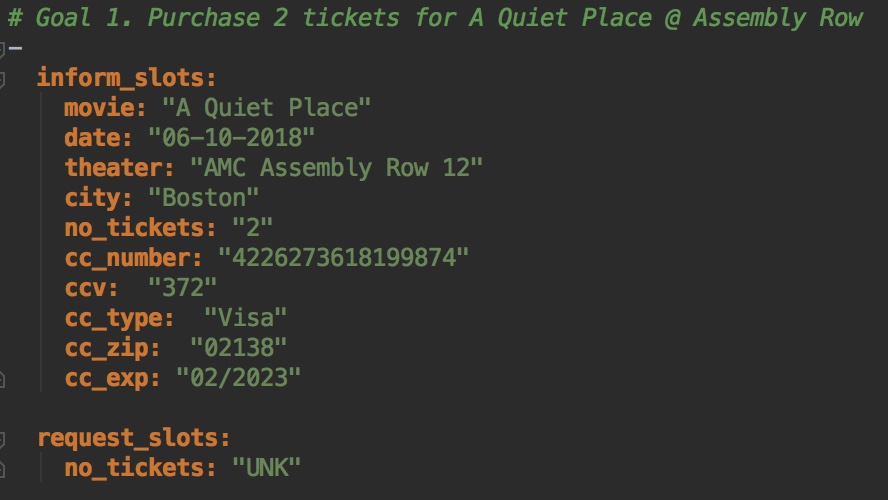 # Goal 1. Purchase 2 tickets for A Quiet Place @ Assembly Row
-
inform_slots:
movie: "A Quiet Place"
date: "06-10-2018"
theater: "AMC Assembly Row 12"
city: "Boston"
no_tickets: "2"
cc_number: "4226273618199874"
ccv:  "372"
cc_type:  "Visa"
cc_zip:  "02138"
cc_exp: "02/2023"
request_slots:
no_tickets: "UNK"